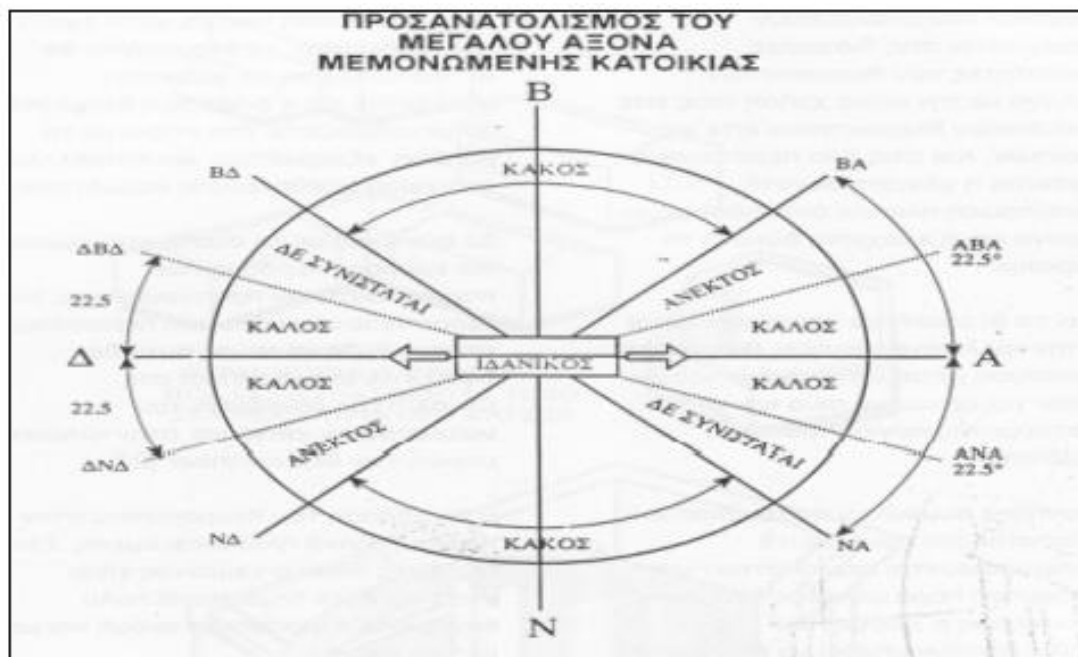 ΠΡΟΣΑΝΑΤΟΛΙΣΜΟΣ ΤΟΥ
ΜΕΓΑΛΟΥ ΑΞΟΝΑ
ΜΕΜΟΝΩΜΕΝΗΣ ΚΑΤΟΙΚΙΑΣ
Β
ΚΑΚΟΣ
ΒΔ
ΒΑ
ΔΒΔ
ΔΕ ΣΥΝΙΣΤΑΤΑΙ
ΑΝΕΚΤΟΣ
ΑΒΑ
22.5°
22.5
ΚΑΛΟΣ
ΚΑΛΟΣ
Δ
ΙΔΑΝΙΚΟΣ
Α
ΚΑΛΟΣ
ΚΑΛΟΣ
22.5
ΑΝΕΚΤΟΣ
ΔΕ ΣΥΝΙΣΤΑΤΑΙ
ΔΝΔ
ΑΝΑ
22.5°
ΝΔ
ΚΑΚΟΣ
ΝΑ
Ν